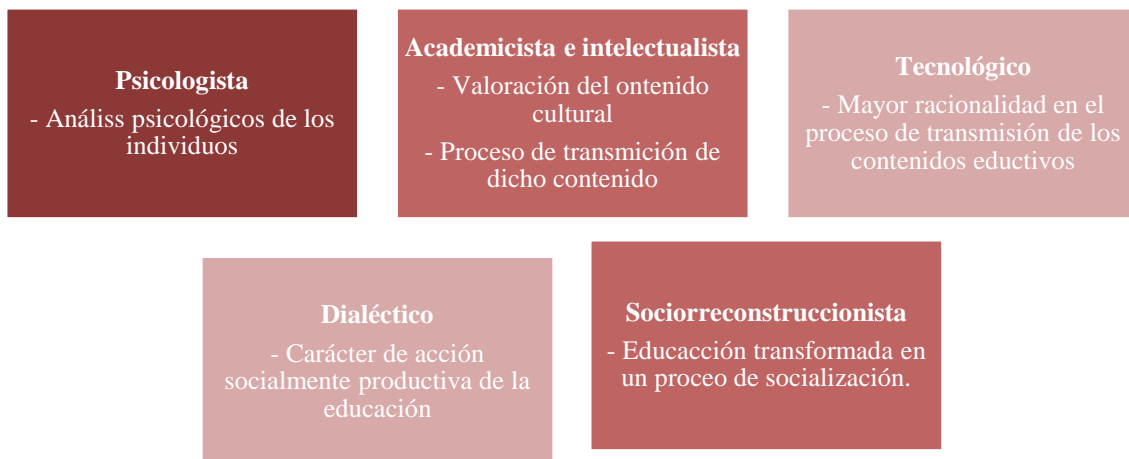 Psicologista
- Análiss psicológicos de los
individuos
Academicista e intelectualista
- Valoración del ontenido
cultural
- Proceso de transmición de
dicho contenido
Tecnológico
- Mayor racionalidad en el
proceso de transmisión de los
contenidos eductivos
Dialéctico
- Carácter de acción
socialmente productiva de la
educación
Sociorreconstruccionista
- Educacción transformada en
un proceo de socialización.